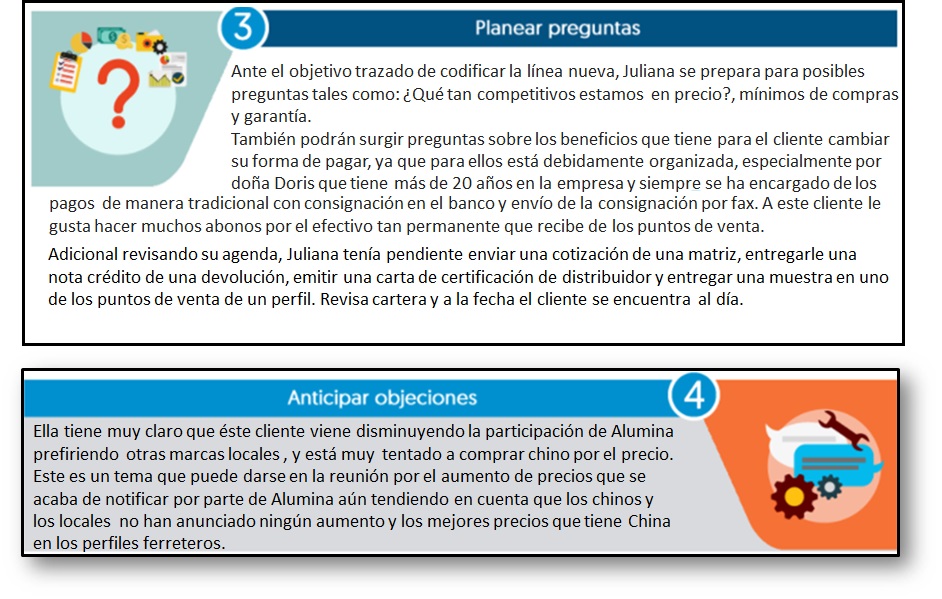 3
Planear preguntas
Ante el objetivo trazado de codificar la línea nueva, Juliana se prepara para posibles
preguntas tales como: ¿Qué tan competitivos estamos en precio?, mínimos de compras
y garantía.
También podrán surgir preguntas sobre los beneficios que tiene para el cliente cambiar
su forma de pagar, ya que para ellos está debidamente organizada, especialmente por
doña Doris que tiene más de 20 años en la empresa y siempre se ha encargado de los
pagos de manera tradicional con consignación en el banco y envío de la consignación por fax. A este cliente le
gusta hacer muchos abonos por el efectivo tan permanente que recibe de los puntos de venta.
Adicional revisando su agenda, Juliana tenía pendiente enviar una cotización de una matriz, entregarle una
nota crédito de una devolución, emitir una carta de certificación de distribuidor y entregar una muestra en uno
de los puntos de venta de un perfil. Revisa cartera y a la fecha el cliente se encuentra al día.
Anticipar objeciones
4
Ella tiene muy claro que éste cliente viene disminuyendo la participación de Alumina
prefiriendo otras marcas locales , y está muy tentado a comprar chino por el precio.
Este es un tema que puede darse en la reunión por el aumento de precios que se
acaba de notificar por parte de Alumina aún tendiendo en cuenta que los chinos y
los locales no han anunciado ningún aumento y los mejores precios que tiene China
en los perfiles ferreteros.